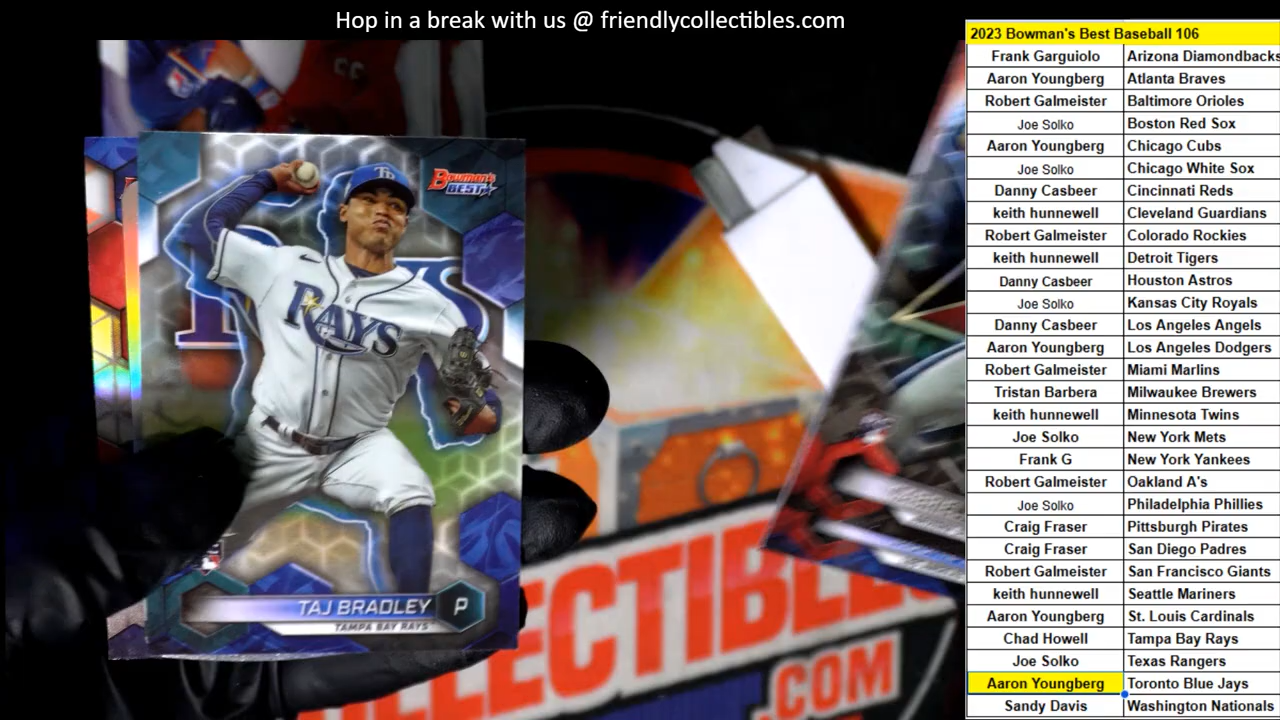 Hop in a break with us @ friendlycollectibles.com
2023 Bowman's Best Baseball 106
Frank Garguiolo Arizona Diamondbacks
Aaron Youngberg Atlanta Braves
Robert Galmeister Baltimore Orioles
Joe Solko Boston Red Sox
Aaron Youngberg Chicago Cubs
Joe Solko Chicago White Sox
Danny Casbeer Cincinnati Reds
keith hunnewell Cleveland Guardians
Robert Galmeister Colorado Rockies
keith hunnewell Detroit Tigers
Danny Casbeer Houston Astros
Joe Solko Kansas City Royals
Danny Casbeer Los Angeles Angels
Aaron Youngberg Los Angeles Dodgers
Robert Galmeister Miami Marlins
Tristan Barbera Milwaukee Brewers
keith hunnewell Minnesota Twins
Joe Solko New York Mets
Frank G New York Yankees
Robert Galmeister Oakland A's
Joe Solko Philadelphia Phillies
Craig Fraser Pittsburgh Pirates
Craig Fraser San Diego Padres
Robert Galmeister San Francisco Giants
keith hunnewell Seattle Mariners
Aaron Youngberg St. Louis Cardinals
Chad Howell Tampa Bay Rays
Joe Solko Texas Rangers
Aaron Youngberg Toronto Blue Jays
Sandy Davis Washington Nationals
BOWMAN'S
BEST
TB
RAYS
TAJ BRADLEY P
TAMPA BAY RAYS
LLECTIBLES
.COM